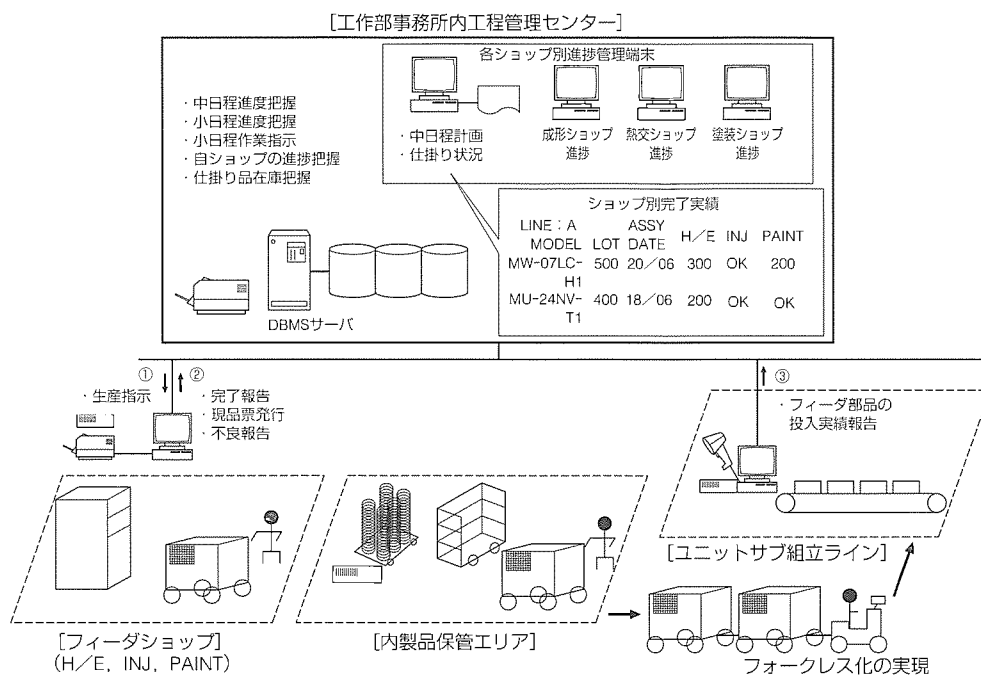 [工作部事務所内工程管理センター]
各ショップ別進捗管理端末
・中日程進度把握
・小日程進度把握
・小日程作業指示
・自ショップの進捗把握
・仕掛り品在庫把握
・中日程計画
・仕掛り状況
成形ショップ
進捗
熱交ショップ
進捗
塗装ショップ
進捗
ショップ別完了実績
LINE:A ASSY
MODEL LOT DATE H/E INJ PAINT
MW-07LC- 500 20/06 300 OK 200
H1
MU-24NV- 400 18/06 200 OK OK
T1
DBMSサーバ
① ②
・生産指示
・完了報告
・現品票発行
・不良報告
③
・フィーダ部品の
投入実績報告
[ユニットサブ組立ライン]
[フィーダショップ]
(H/E, INJ, PAINT)
[内製品保管エリア]
フォークレス化の実現